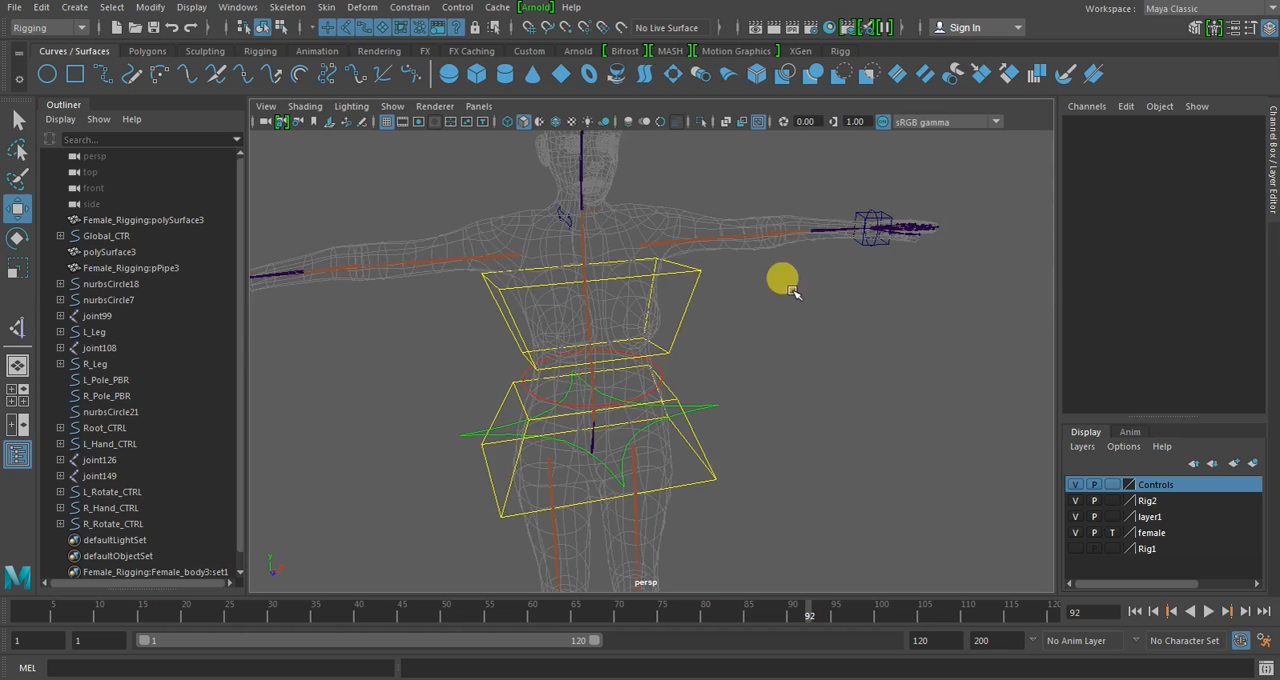 File Edit Create Select Modify Display Windows Skeleton Skin Deform Constrain Control Cache [Arnold] Help Workspace : Maya Classic
Rigging No Live Surface Sign In
Curves / Surfaces Polygons Sculpting Rigging Animation Rendering FX FX Caching Custom Arnold Bifrost MASH Motion Graphics XGen Rigg
Outliner
Display Show Help
Search...
persp
top
front
side
Female_Rigging:polySurface3
Global_CTR
polySurface3
Female_Rigging:pPipe3
nurbsCircle18
nurbsCircle7
joint99
L_Leg
joint108
R_Leg
L_Pole_PBR
R_Pole_PBR
nurbsCircle21
Root_CTRL
L_Hand_CTRL
joint126
joint149
L_Rotate_CTRL
R_Hand_CTRL
R_Rotate_CTRL
defaultLightSet
defaultObjectSet
Female_Rigging:Female_body3:set1
View Shading Lighting Show Renderer Panels
0.00 1.00 sRGB gamma
persp
Channels Edit Object Show
Channel Box / Layer Editor
Display Anim
Layers Options Help
V P Controls
V P Rig2
V P layer1
V P T female
P Rig1
5 10 15 20 25 30 35 40 45 50 55 60 65 70 75 80 85 90 95 100 105 110 115 120
92 92
1 1 1 120 120 200 No Anim Layer No Character Set
MEL